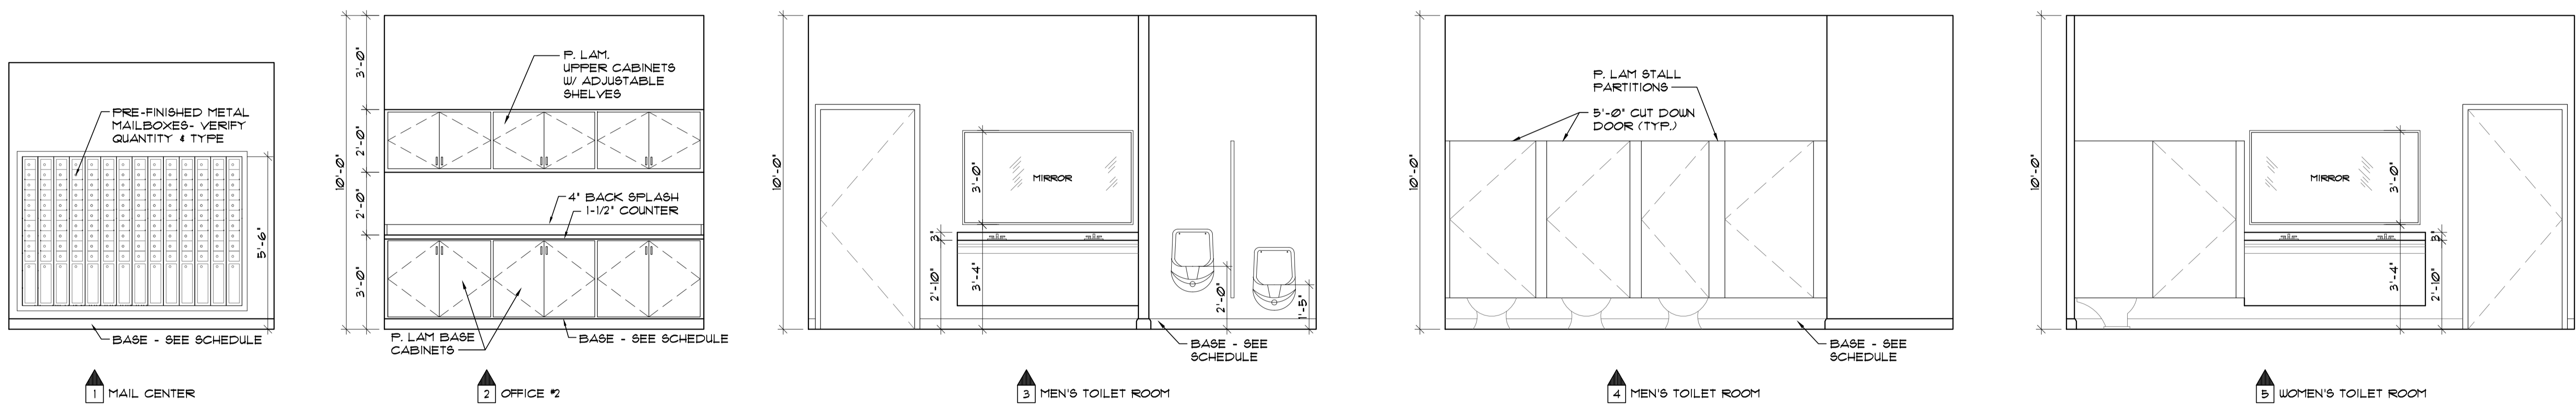 PRE-FINISHED METAL
MAILBOXES- VERIFY
QUANTITY & TYPE
5'-6"
BASE - SEE SCHEDULE
1 MAIL CENTER
10'-0"
3'-0"
2'-0"
2'-0"
3'-0"
P. LAM.
UPPER CABINETS
W/ ADJUSTABLE
SHELVES
4" BACK SPLASH
1-1/2" COUNTER
P. LAM BASE
CABINETS
BASE - SEE SCHEDULE
2 OFFICE #2
10'-0"
3'-0"
MIRROR
3"
2'-10"
3'-4"
2'-0"
1'-5"
BASE - SEE
SCHEDULE
3 MEN'S TOILET ROOM
10'-0"
P. LAM STALL
PARTITIONS
5'-0" CUT DOWN
DOOR (TYP.)
BASE - SEE
SCHEDULE
4 MEN'S TOILET ROOM
10'-0"
MIRROR
3'-0"
3"
3'-4"
2'-10"
5 WOMEN'S TOILET ROOM